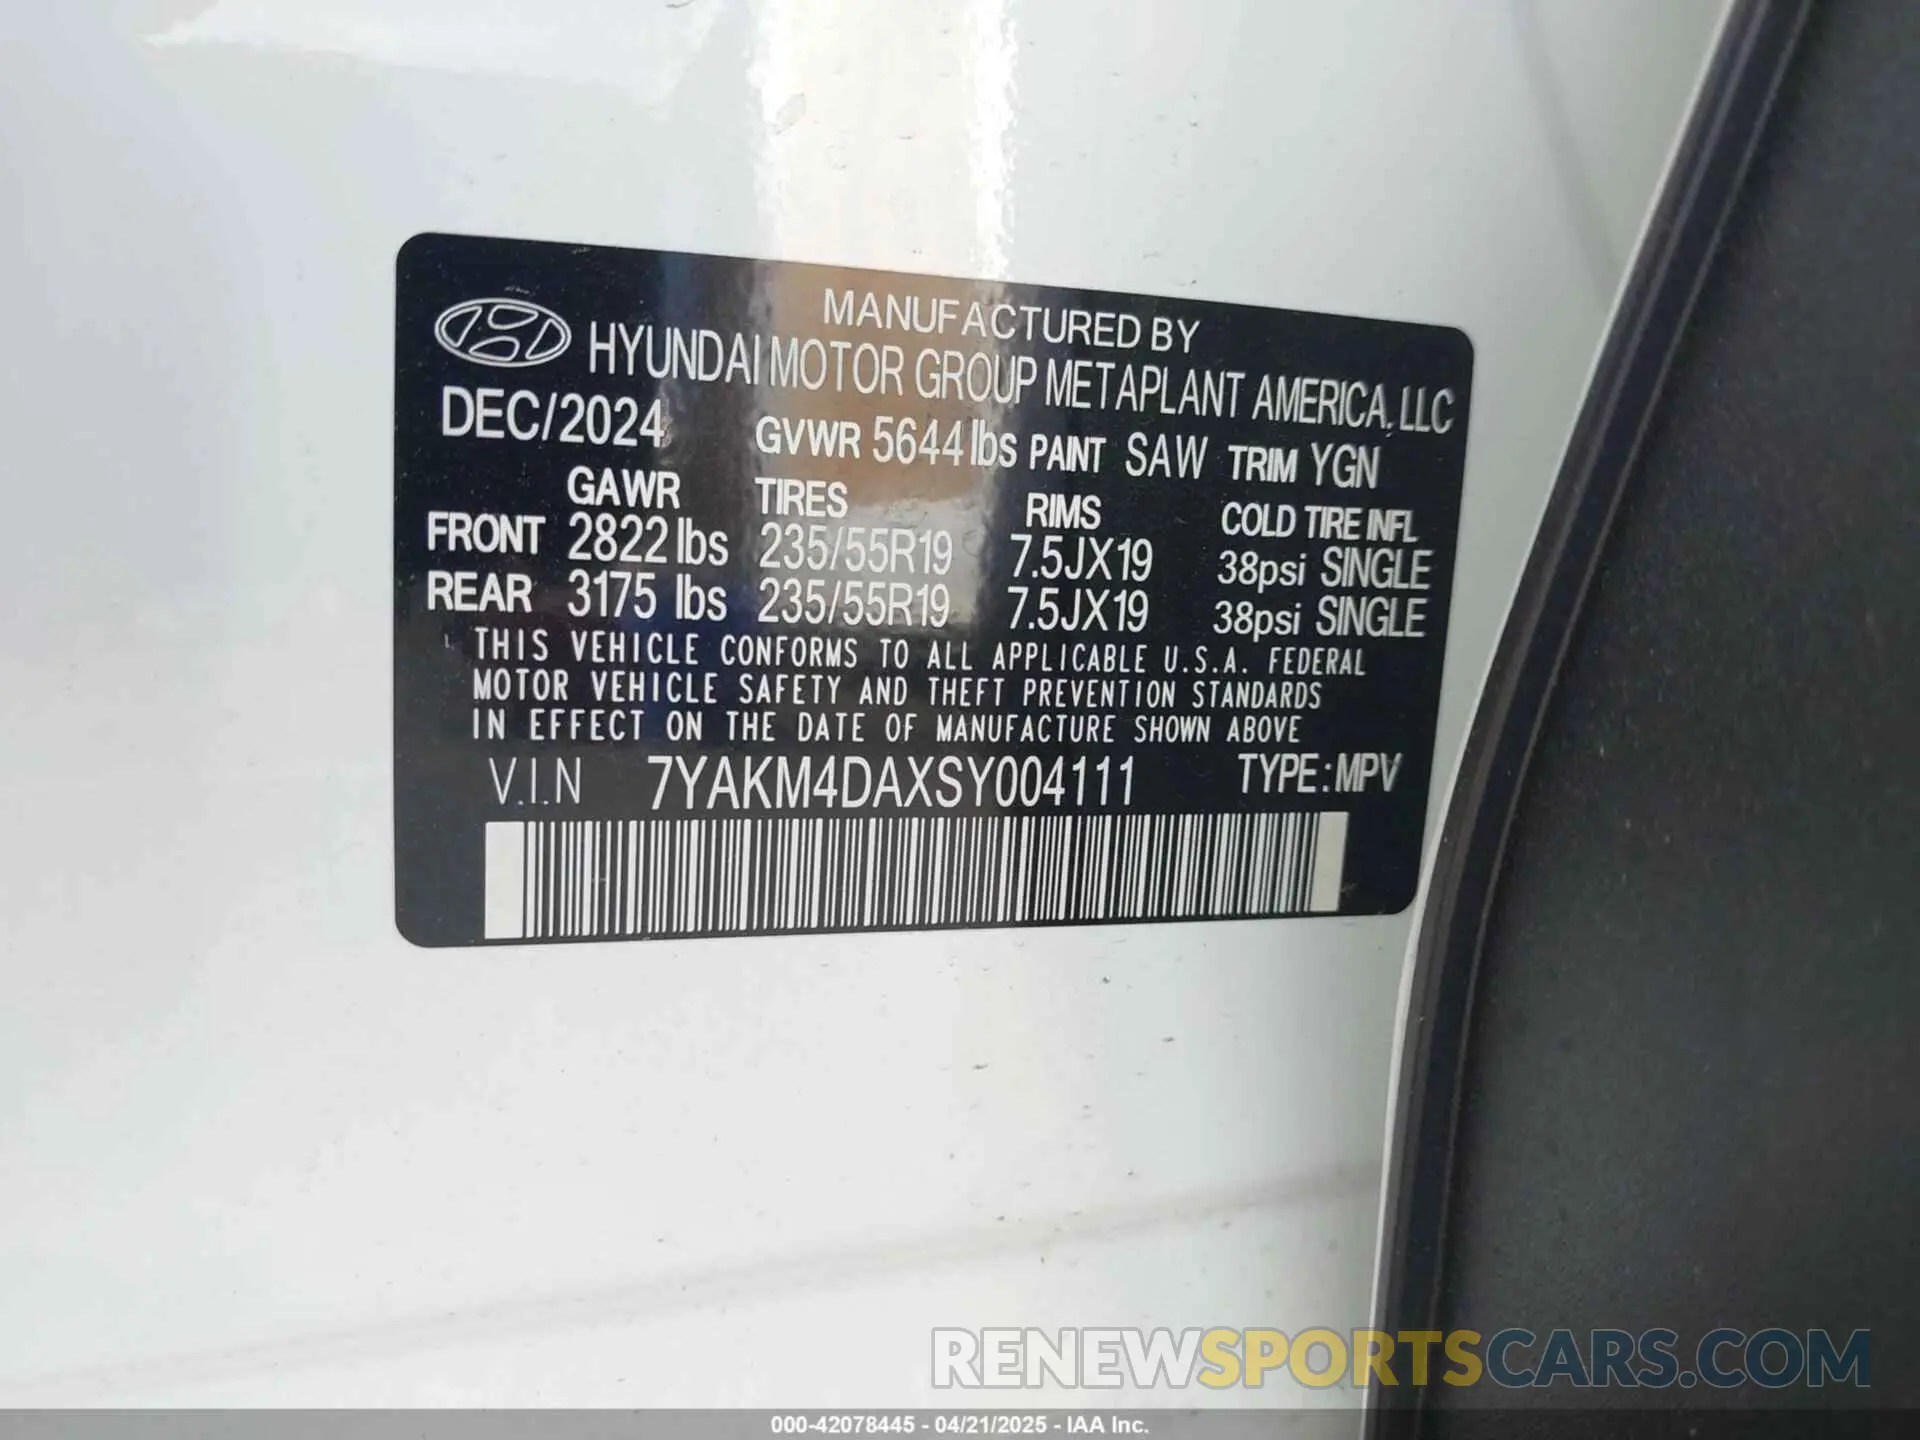 MANUFACTURED BY
HYUNDAI MOTOR GROUP METAPLANT AMERICA, LLC
DEC/2024 GVWR 5644 lbs PAINT SAW TRIM YGN
GAWR TIRES RIMS COLD TIRE INFL
FRONT 2822 lbs 235/55R19 7.5JX19 38psi SINGLE
REAR 3175 lbs 235/55R19 7.5JX19 38psi SINGLE
THIS VEHICLE CONFORMS TO ALL APPLICABLE U.S.A. FEDERAL
MOTOR VEHICLE SAFETY AND THEFT PREVENTION STANDARDS
IN EFFECT ON THE DATE OF MANUFACTURE SHOWN ABOVE
V.I.N 7YAKM4DAXSY004111 TYPE:MPV
RENEWSPORTSCARS.COM
000-42078445 - 04/21/2025 - IAA Inc.